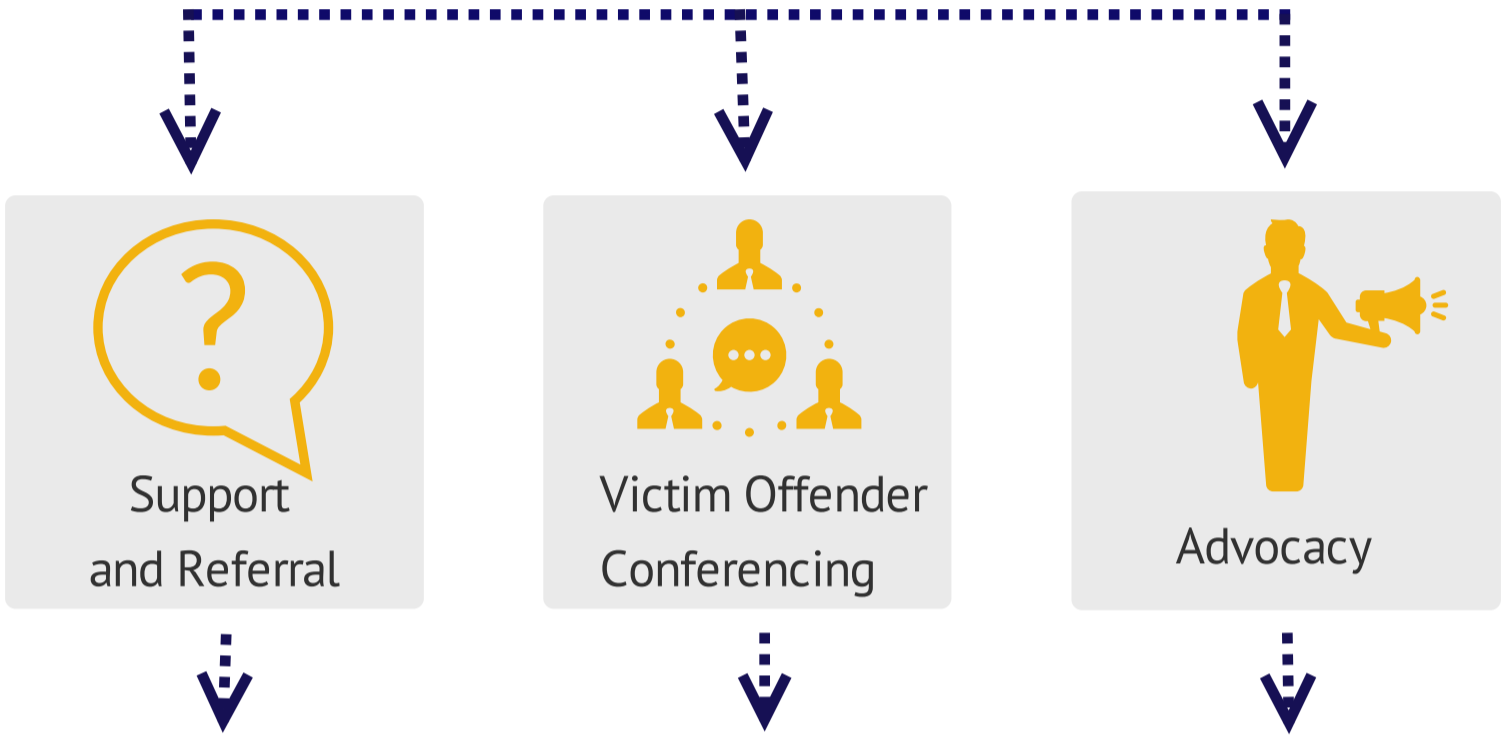 ?
Support
and Referral
Victim Offender
Conferencing
Advocacy